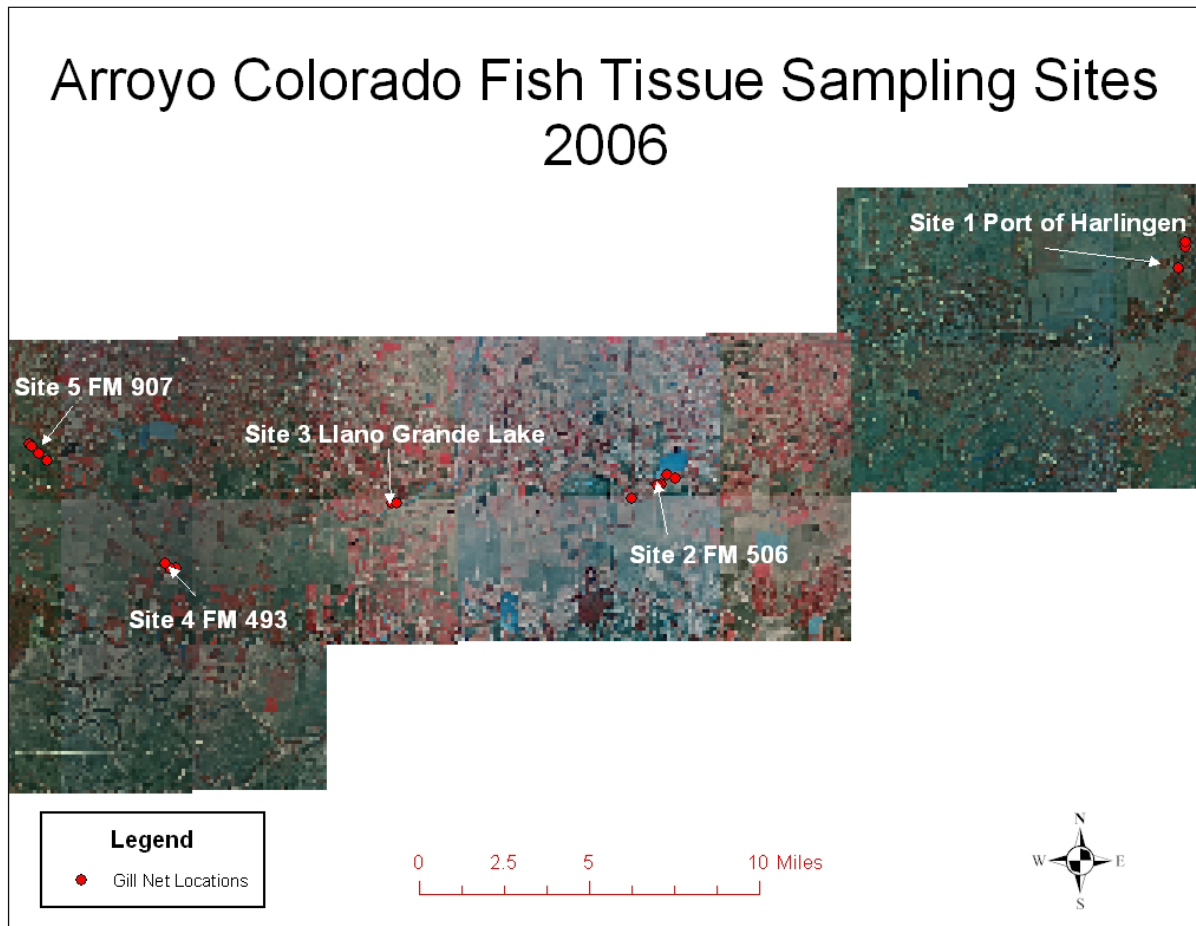 Arroyo Colorado Fish Tissue Sampling Sites
2006
Site 1 Port of Harlingen
Site 5 FM 907
Site 3 Llano Grande Lake
Site 2 FM 506
Site 4 FM 493
Legend
Gill Net Locations
0 2.5 5 10 Miles
N
W E
S